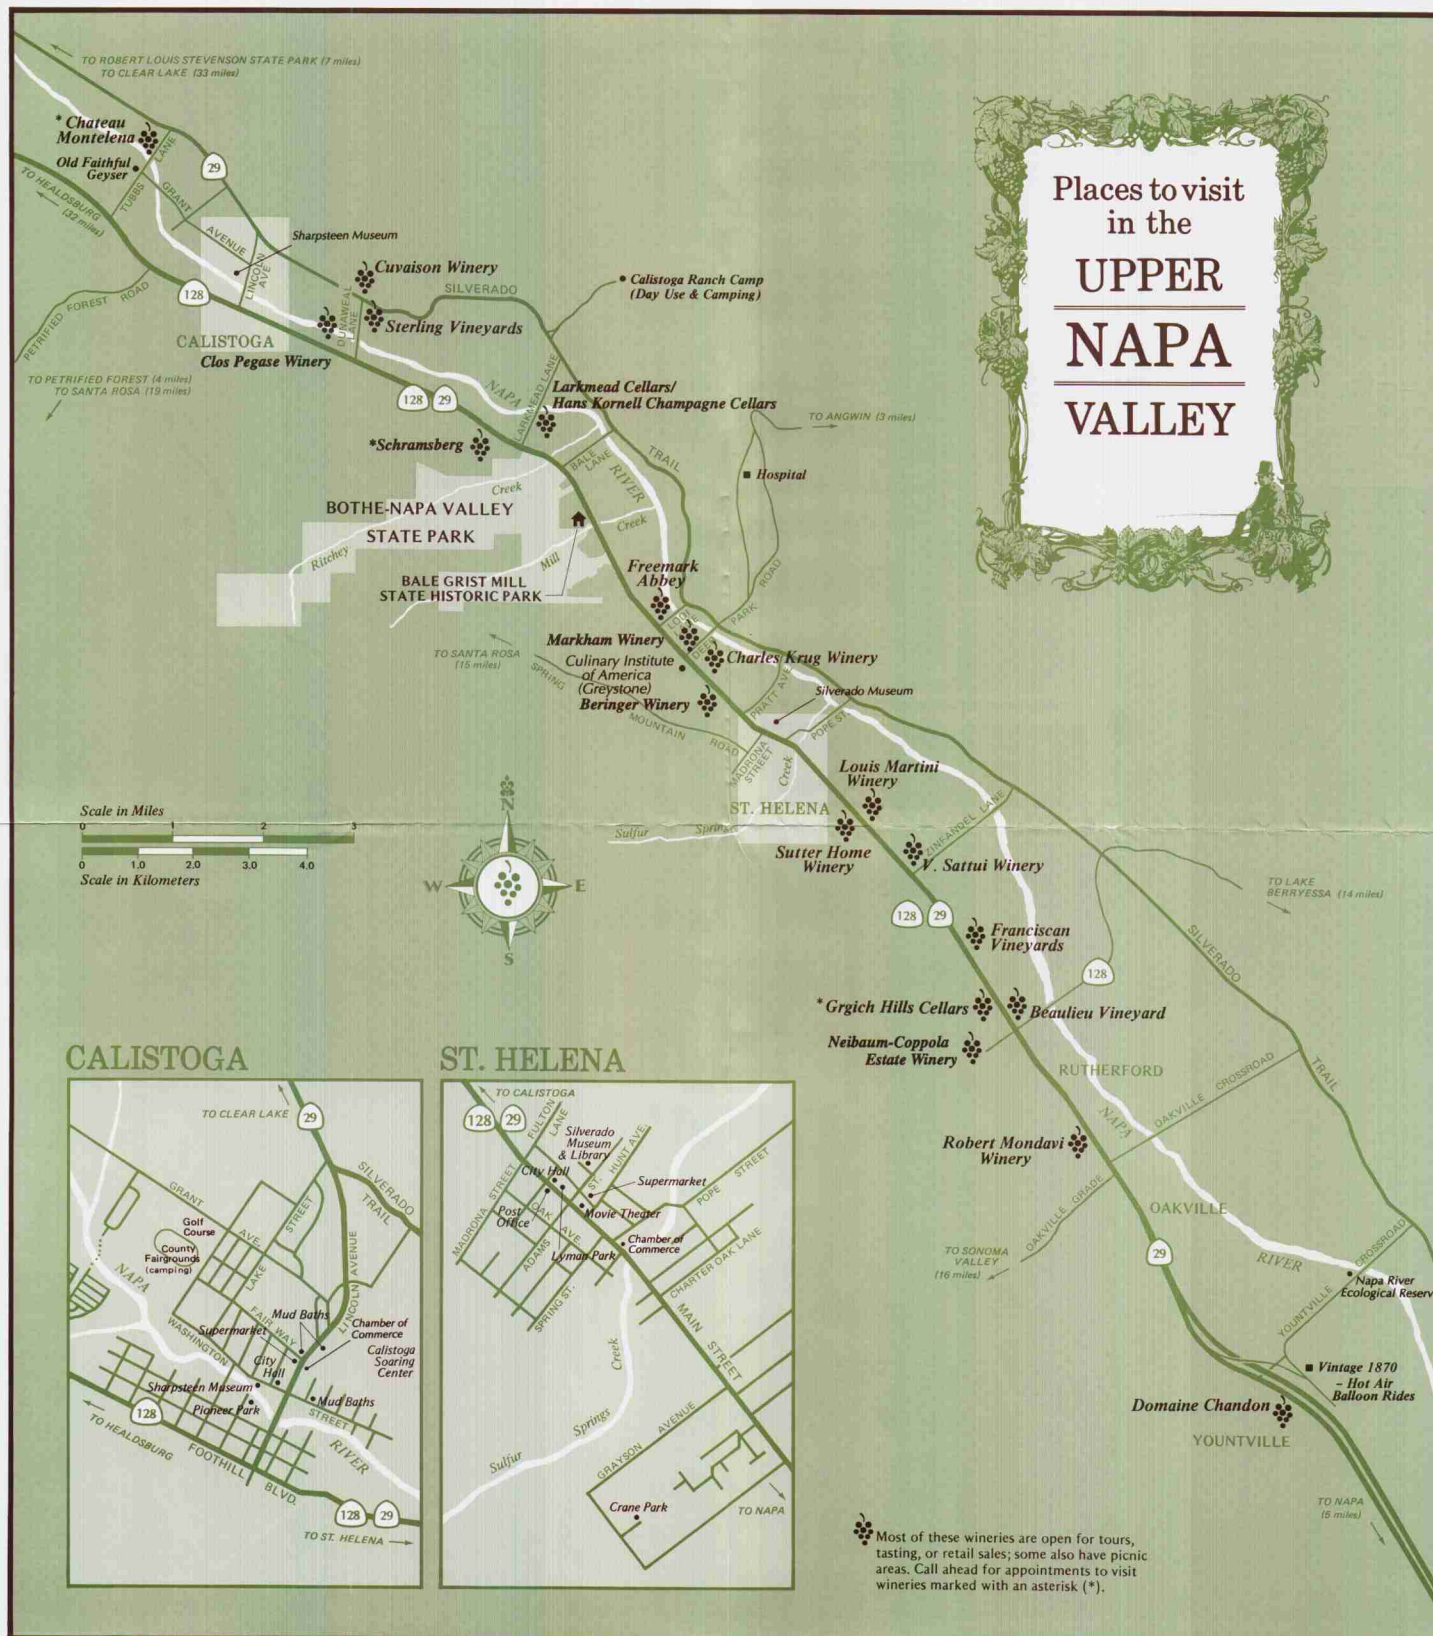 TO ROBERT LOUIS STEVENSON STATE PARK (7 miles)
TO CLEAR LAKE (33 miles)
* Chateau
Montelena
Old Faithful
Geyser
TUBBS
LANE
29
TO HEALDSBURG
(32 miles)
GRANT
AVENUE
LINCOLN
AVE
Sharpsteen Museum
128
PETRIFIED FOREST ROAD
CALISTOGA
TO PETRIFIED FOREST (4 miles)
TO SANTA ROSA (19 miles)
Cuvaison Winery
SILVERADO
Calistoga Ranch Camp
(Day Use & Camping)
DUNAWEAL
LANE
Sterling Vineyards
Clos Pegase Winery
128
29
NAPA
LARKMEAD LANE
Larkmead Cellars/
Hans Kornell Champagne Cellars
TO ANGWIN (3 miles)
*Schramsberg
BALE
LANE
RIVER
TRAIL
Hospital
Creek
BOTHE-NAPA VALLEY
STATE PARK
Ritchey
Creek
Mill
BALE GRIST MILL
STATE HISTORIC PARK
Freemark
Abbey
PARK
ROAD
Markham Winery
DEER
Charles Krug Winery
TO SANTA ROSA
(15 miles)
SPRING
MOUNTAIN
ROAD
Culinary Institute
of America
(Greystone)
Beringer Winery
PRATT AVE
Silverado Museum
POPE ST
MADRONA
STREET
Creek
Louis Martini
Winery
ST. HELENA
Sulfur
Springs
Sutter Home
Winery
ZINFANDEL LANE
V. Sattui Winery
TO LAKE
BERRYESSA (14 miles)
128
29
Franciscan
Vineyards
SILVERADO
128
*Grgich Hills Cellars
Beaulieu Vineyard
Neibaum-Coppola
Estate Winery
RUTHERFORD
OAKVILLE CROSSROAD
TRAIL
NAPA
Robert Mondavi
Winery
OAKVILLE GRADE
OAKVILLE
TO SONOMA
VALLEY
(16 miles)
29
RIVER
YOUNTVILLE
CROSSROAD
Napa River
Ecological Reserv
Vintage 1870
– Hot Air
Balloon Rides
Domaine Chandon
YOUNTVILLE
TO NAPA
(5 miles)
Places to visit
in the
UPPER
NAPA
VALLEY
Scale in Miles
0 1 2 3
0 1.0 2.0 3.0 4.0
Scale in Kilometers
N
W
E
S
CALISTOGA
TO CLEAR LAKE
29
GRANT
AVE.
STREET
LAKE
SILVERADO
TRAIL
Golf
Course
County
Fairgrounds
(camping)
NAPA
LINCOLN AVENUE
FAIR WAY
Mud Baths
Supermarket
WASHINGTON
Chamber of
Commerce
City
Hall
Calistoga
Soaring
Center
Sharpsteen Museum
Pioneer Park
Mud Baths
STREET
128
RIVER
TO HEALDSBURG
FOOTHILL
BLVD.
128
29
TO ST. HELENA
ST. HELENA
TO CALISTOGA
128
29
FULTON
LANE
Silverado
Museum
& Library
HUNT AVE.
ST.
MADRONA STREET
City Hall
Supermarket
POPE
STREET
Post
Office
OAK
AVE.
Movie Theater
ADAMS
Lyman Park
Chamber of
Commerce
CHARTER OAK LANE
SPRING ST.
MAIN
STREET
Creek
Springs
Sulfur
GRAYSON AVENUE
Crane Park
TO NAPA
Most of these wineries are open for tours,
tasting, or retail sales; some also have picnic
areas. Call ahead for appointments to visit
wineries marked with an asterisk (*).